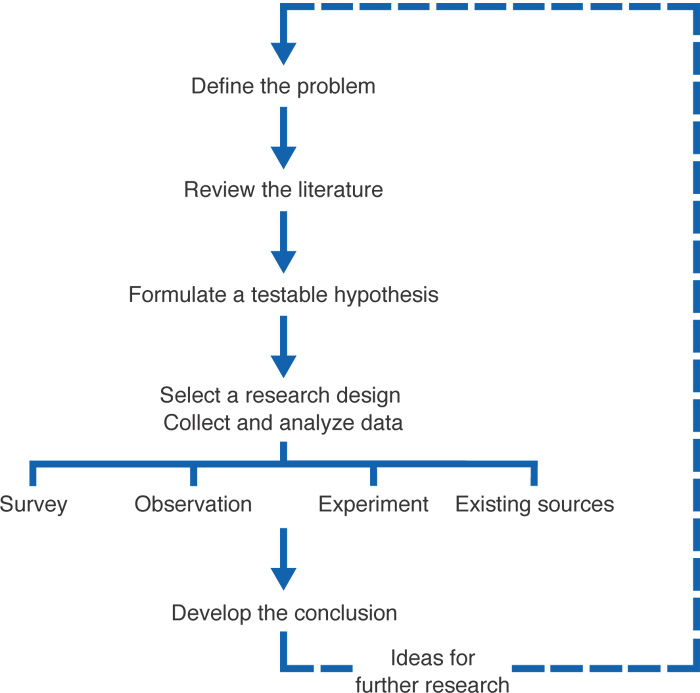 Define the problem
Review the literature
Formulate a testable hypothesis
Select a research design
Collect and analyze data
Survey
Observation
Experiment
Existing sources
Develop the conclusion
Ideas for
further research